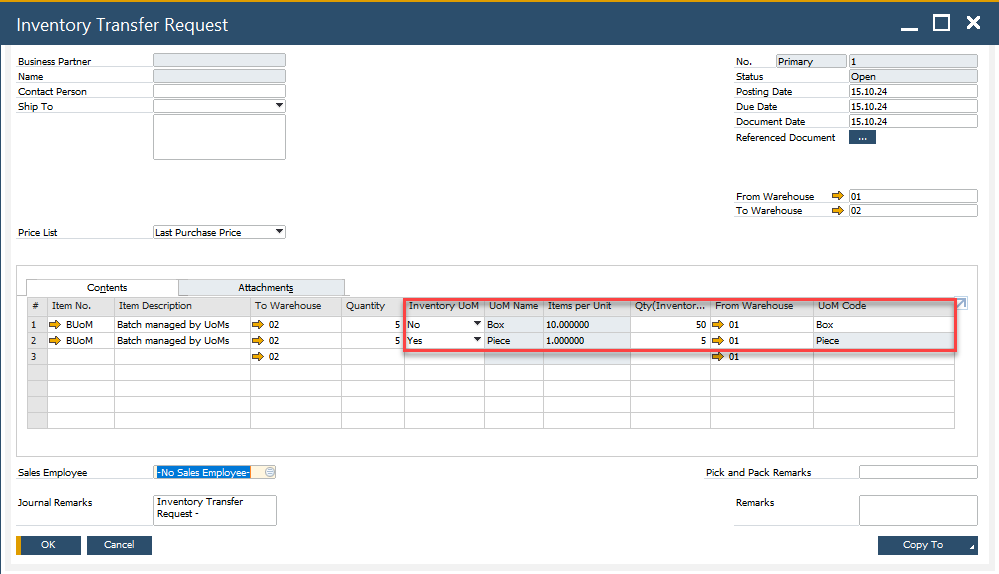 Inventory Transfer Request
Business Partner
Name
Contact Person
Ship To
No. Primary 1
Status Open
Posting Date 15.10.24
Due Date 15.10.24
Document Date 15.10.24
Referenced Document ...
From Warehouse 01
To Warehouse 02
Price List Last Purchase Price
Contents Attachments
# Item No. Item Description To Warehouse Quantity Inventory UoM UoM Name Items per Unit Qty(Inventor... From Warehouse UoM Code
1 BUoM Batch managed by UoMs 02 5 No Box 10.000000 50 01 Box
2 BUoM Batch managed by UoMs 02 5 Yes Piece 1.000000 5 01 Piece
3 02 01
Sales Employee -No Sales Employee-
Pick and Pack Remarks
Journal Remarks Inventory Transfer
Request -
Remarks
OK Cancel Copy To